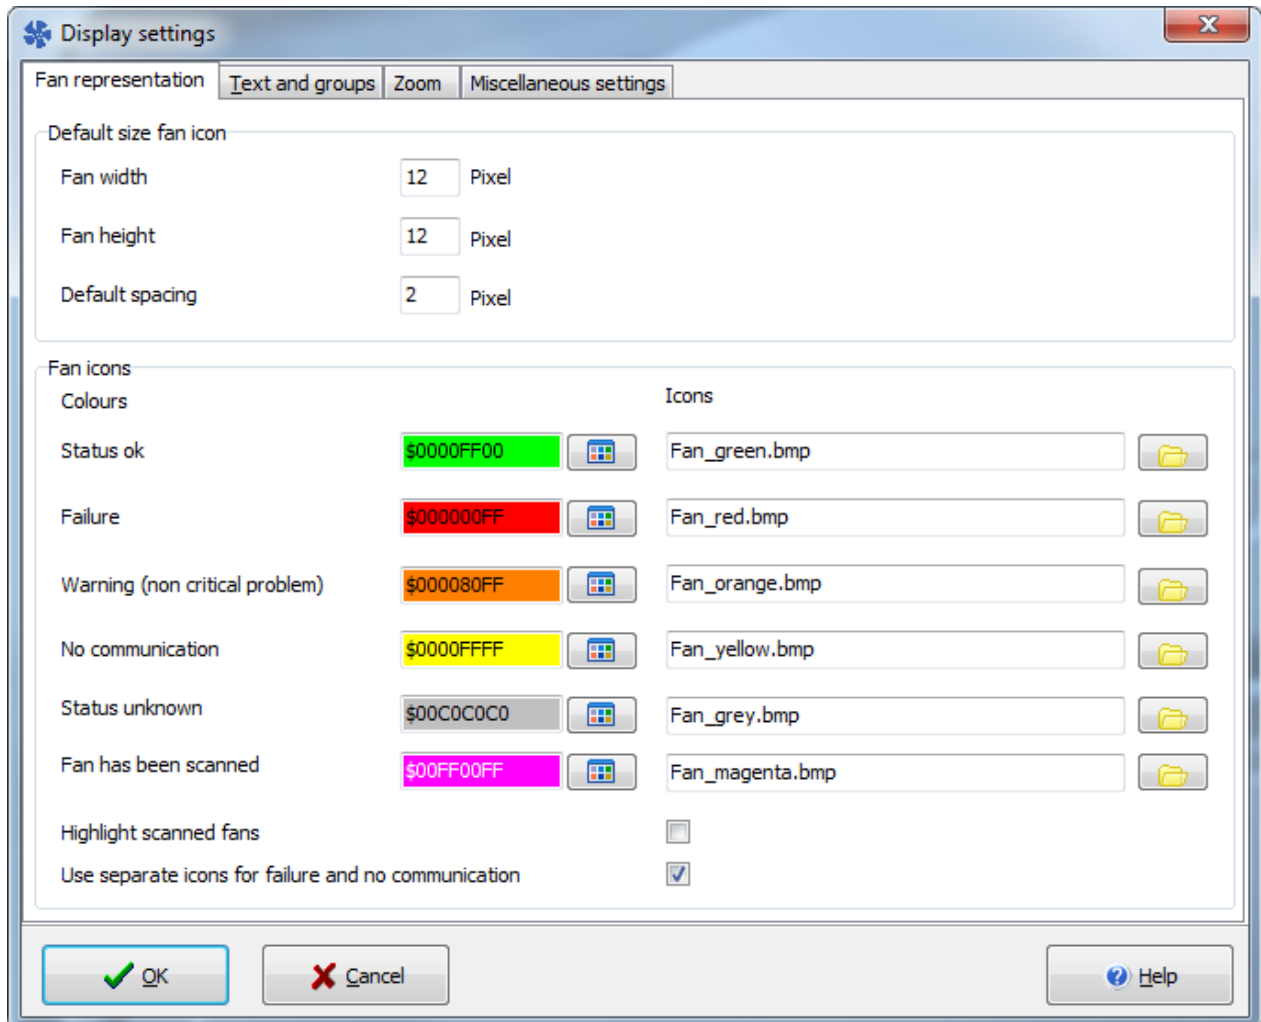 Display settings
Fan representation Text and groups Zoom Miscellaneous settings
Default size fan icon
Fan width 12 Pixel
Fan height 12 Pixel
Default spacing 2 Pixel
Fan icons
Colours Icons
Status ok $0000FF00 Fan_green.bmp
Failure $000000FF Fan_red.bmp
Warning (non critical problem) $000080FF Fan_orange.bmp
No communication $0000FFFF Fan_yellow.bmp
Status unknown $00C0C0C0 Fan_grey.bmp
Fan has been scanned $00FF00FF Fan_magenta.bmp
Highlight scanned fans
Use separate icons for failure and no communication
OK Cancel Help